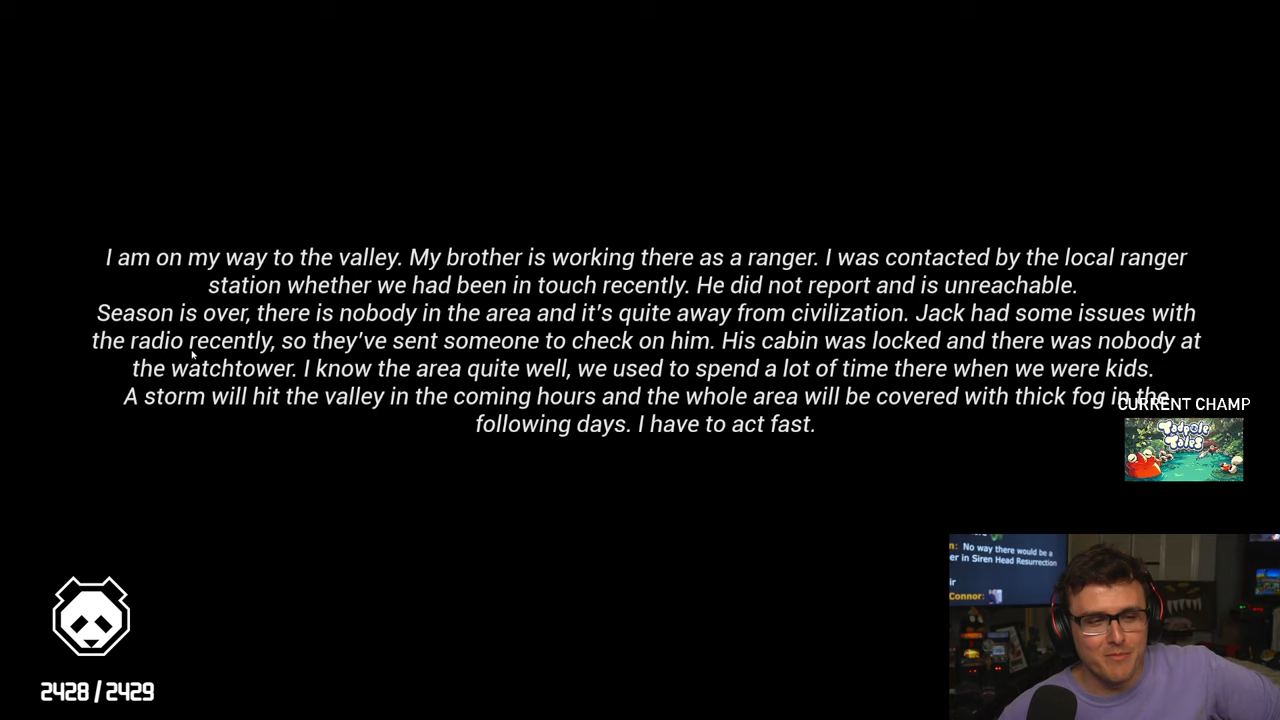 I am on my way to the valley. My brother is working there as a ranger. I was contacted by the local ranger
station whether we had been in touch recently. He did not report and is unreachable.
Season is over, there is nobody in the area and it's quite away from civilization. Jack had some issues with
the radio recently, so they've sent someone to check on him. His cabin was locked and there was nobody at
the watchtower. I know the area quite well, we used to spend a lot of time there when we were kids.
A storm will hit the valley in the coming hours and the whole area will be covered with thick fog in the
following days. I have to act fast.
CURRENT CHAMP
Tadpole
Tales
n: No way there would be a
er in Siren Head Resurrection
ir
Connor:
2428 / 2429